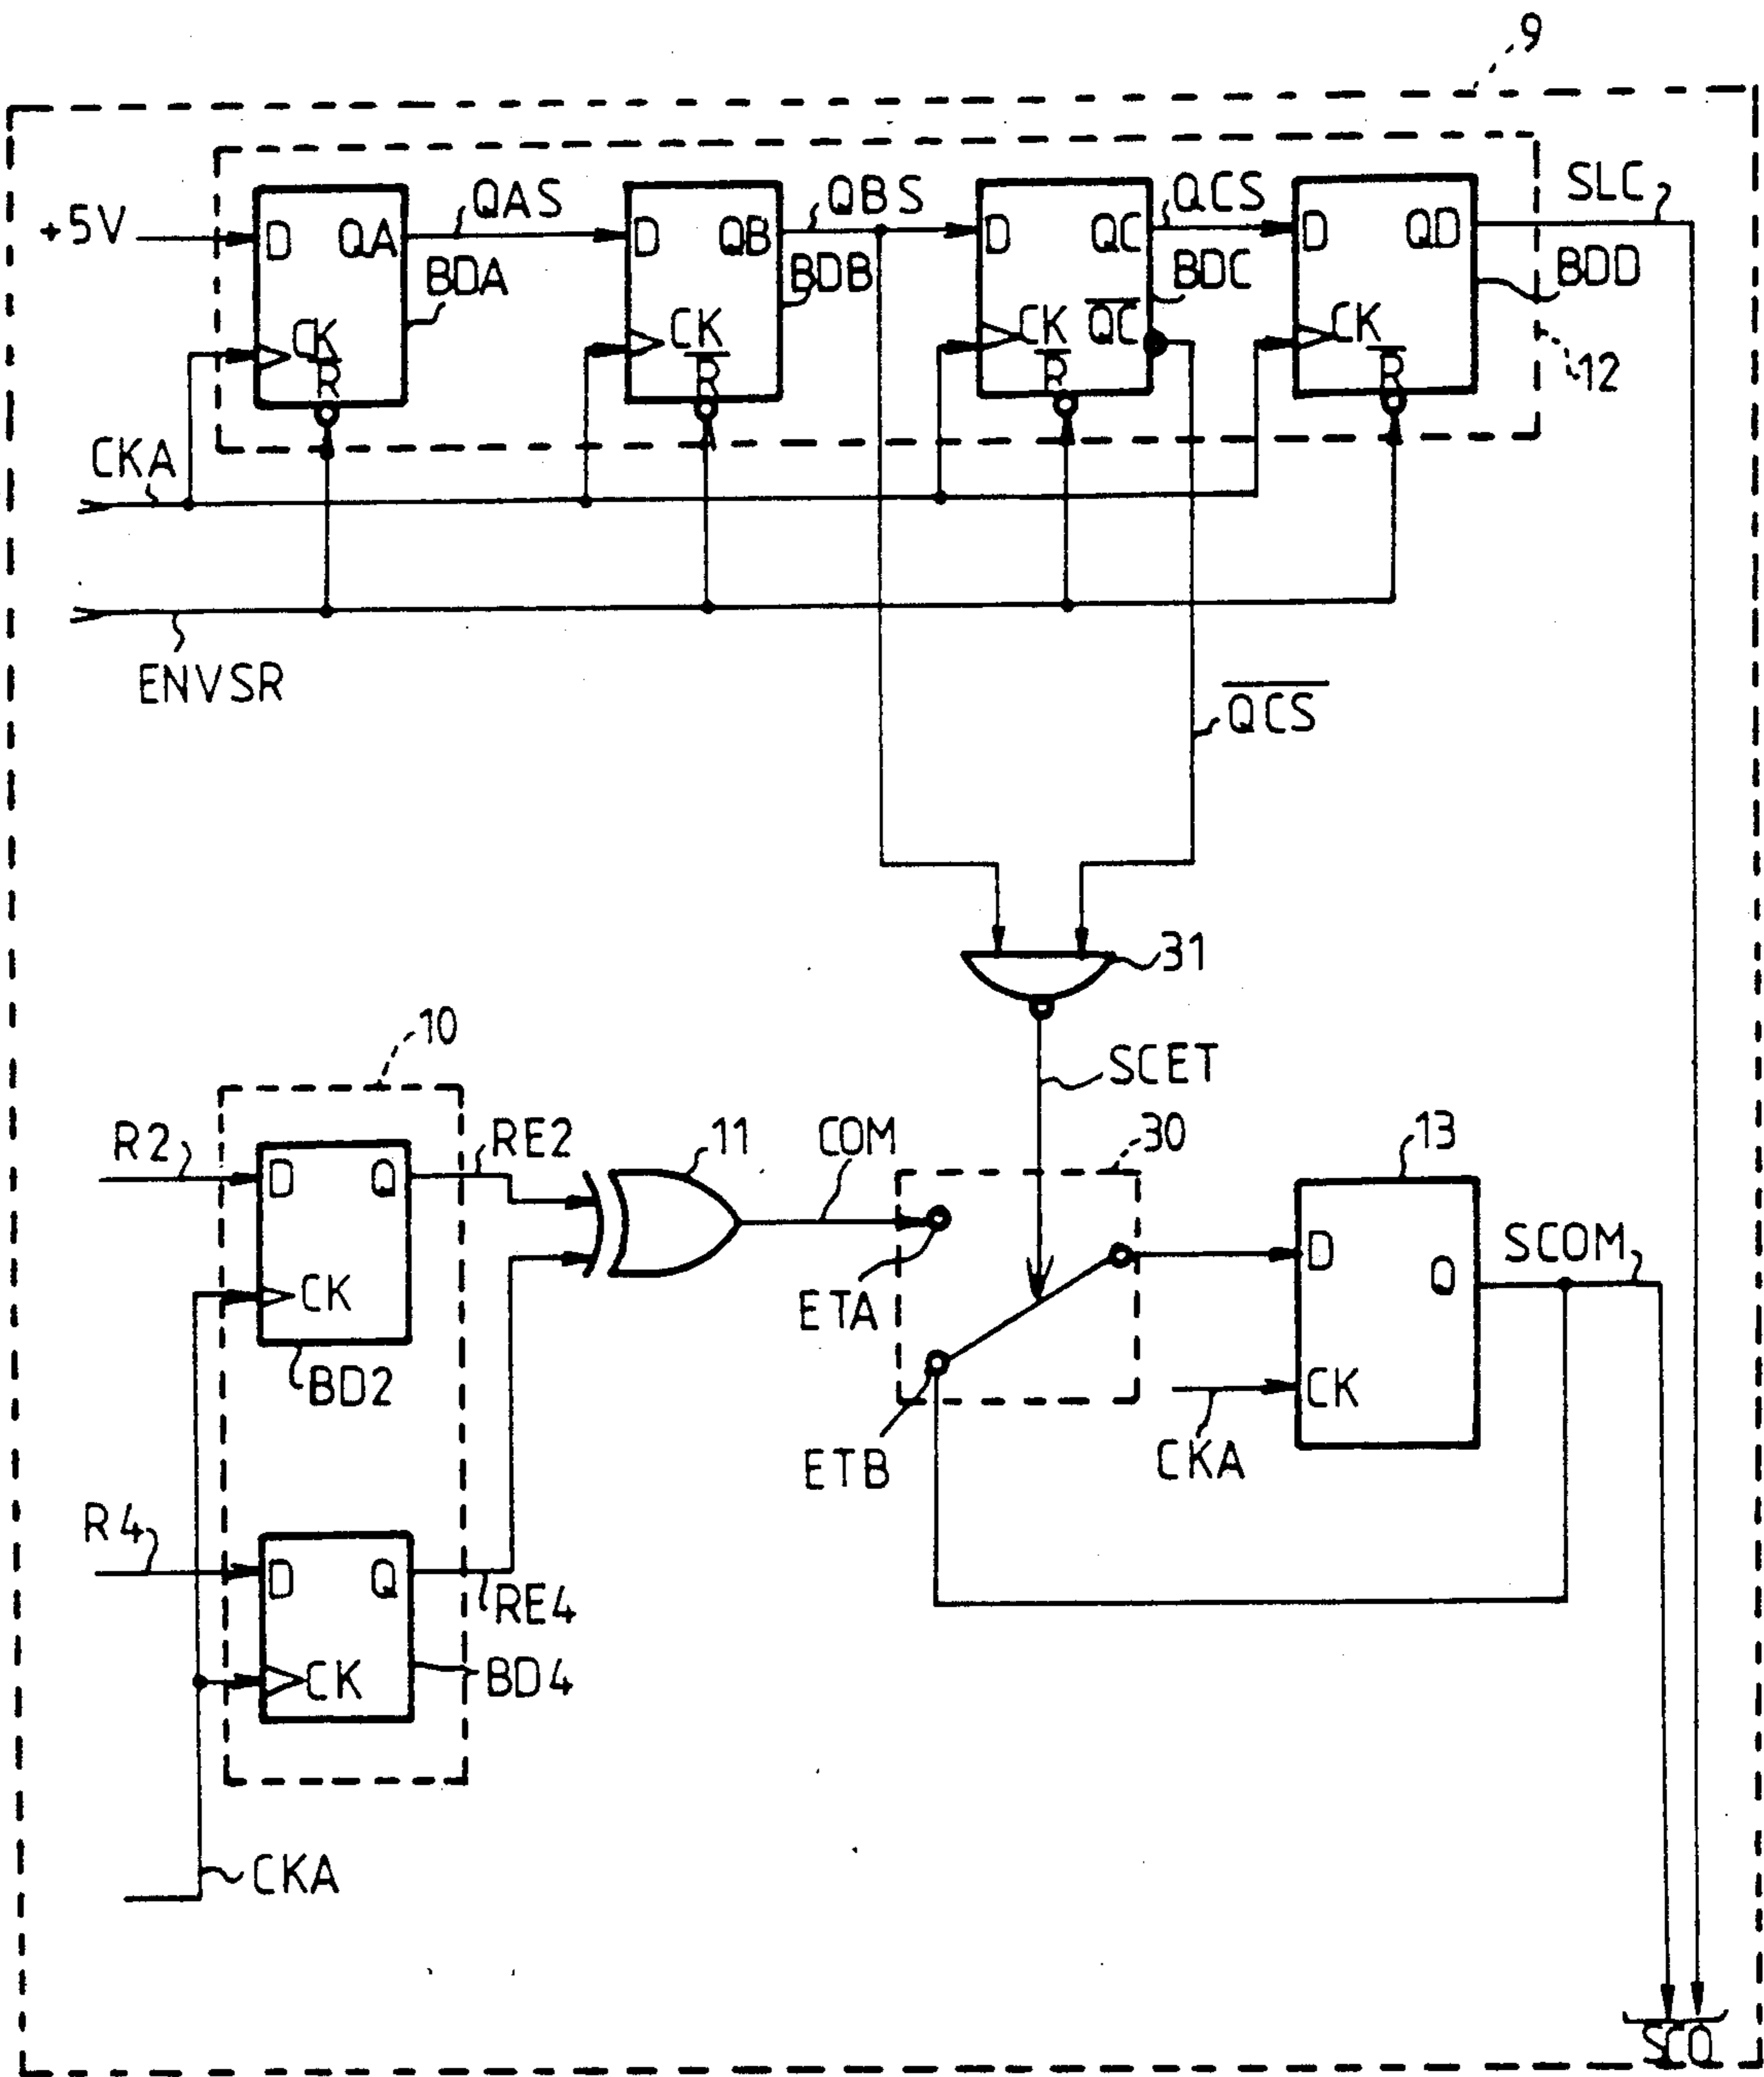 9
+5V
D QA
QAS
BDA
CK
R̅
D QB
QBS
BDB
CK
R̅
D QC
QCS
BDC
CK Q̅C̅
R̅
D QD
SLC
BDD
CK
R̅
12
CKA
ENVSR
Q̅C̅S̅
31
SCET
10
R2
D Q
RE2
CK
BD2
11
COM
ETA
30
ETB
13
D
Q
SCOM
CK
CKA
R4
D Q
RE4
CK
BD4
CKA
SCO